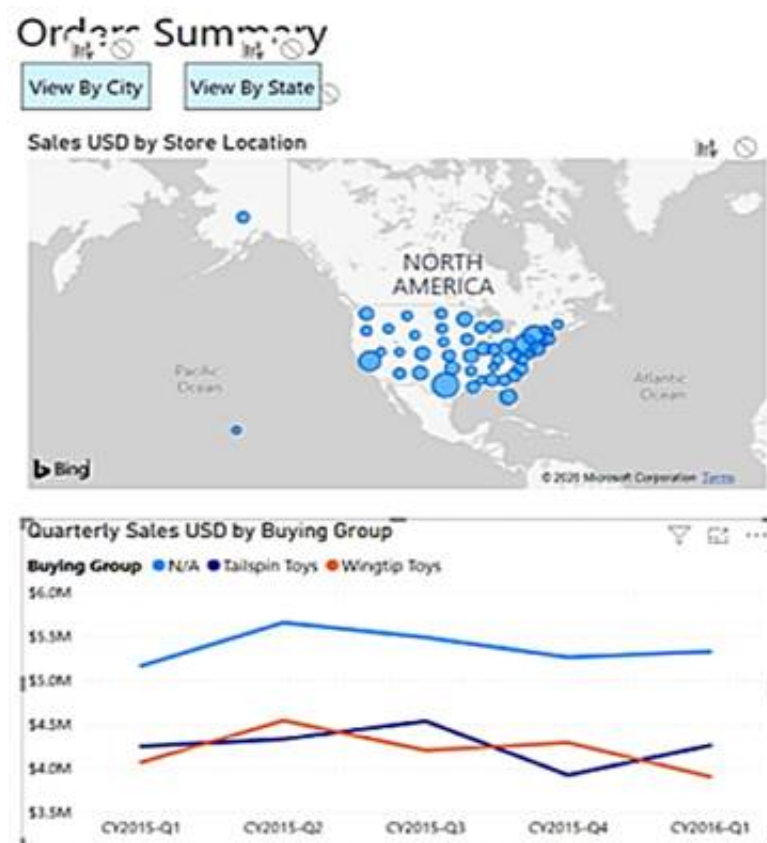 Orders Summary
View By City
View By State
Sales USD by Store Location
NORTH
AMERICA
Pacific
Ocean
Atlantic
Ocean
Bing
© 2020 Microsoft Corporation Terms
Quarterly Sales USD by Buying Group
Buying Group N/A Tailspin Toys Wingtip Toys
$6.0M
$5.5M
$5.0M
$4.5M
$4.0M
$3.5M
CY2015-Q1 CY2015-Q2 CY2015-Q3 CY2015-Q4 CY2016-Q1